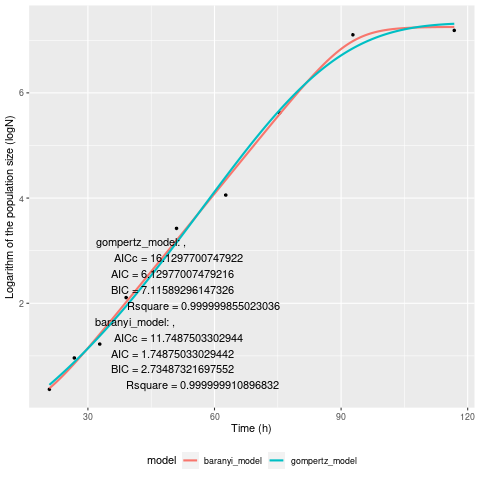 Logarithm of the population size (logN)
6
4
2
gompertz_model: ,
AICc = 16.1297700747922
AIC = 6.12977007479216
BIC = 7.11589296147326
Rsquare = 0.999999855023036
baranyi_model: ,
AICc = 11.7487503302944
AIC = 1.74875033029442
BIC = 2.73487321697552
Rsquare = 0.999999910896832
30 60 90 120
Time (h)
model baranyi_model gompertz_model